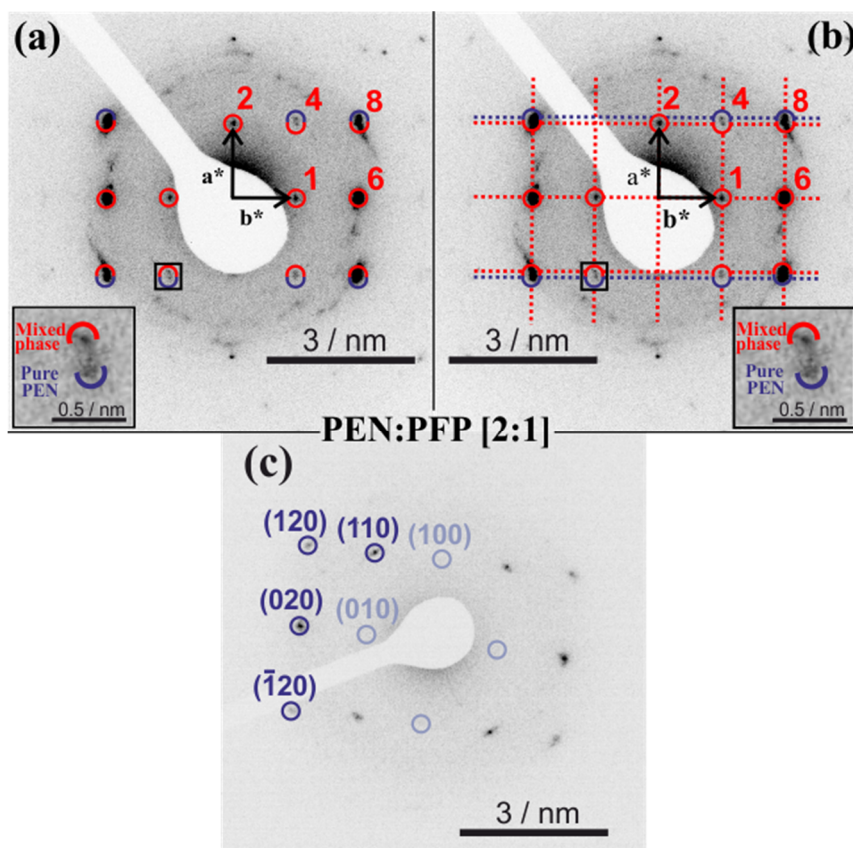 (a)
2
4
8
a*
1
6
b*
Mixed
phase
Pure
PEN
0.5 / nm
3 / nm
(b)
2
4
8
a*
1
6
b*
3 / nm
Mixed
phase
Pure
PEN
0.5 / nm
PEN:PFP [2:1]
(c)
(120) (110) (100)
(020) (010)
(1̄20)
3 / nm